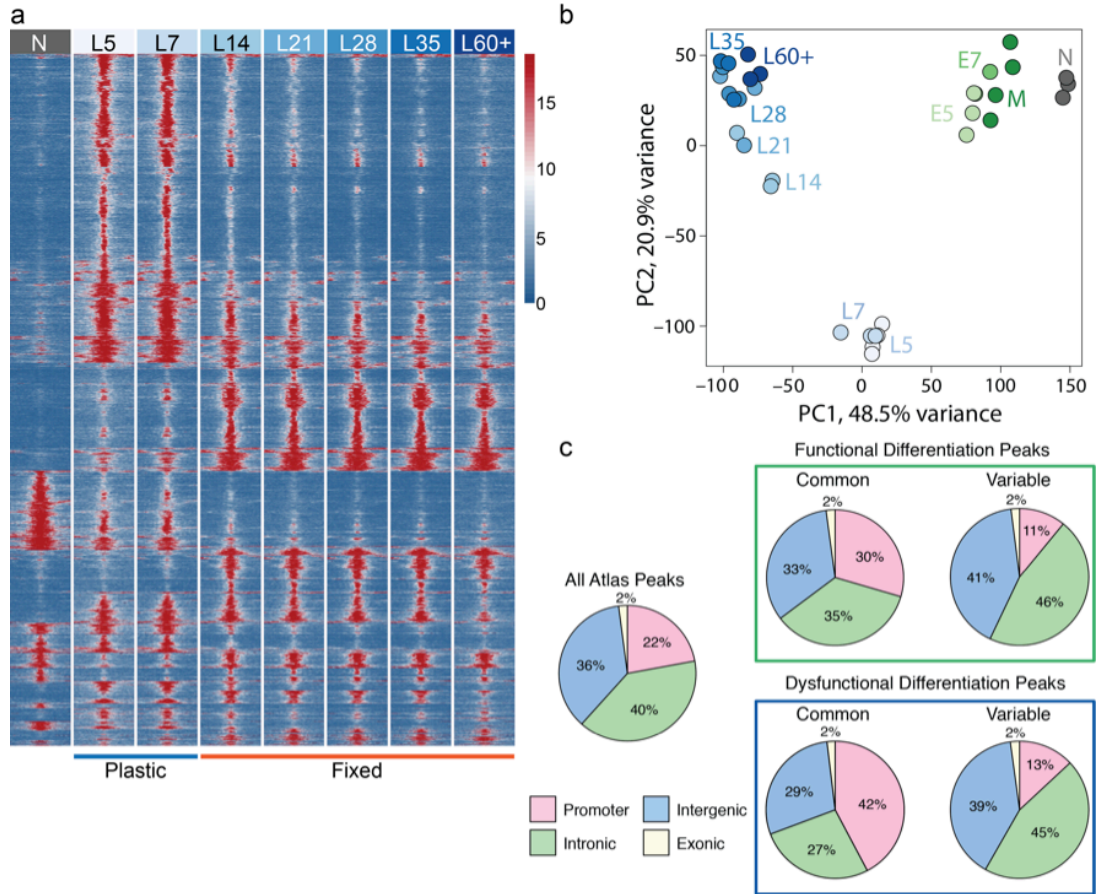 a
N L5 L7 L14 L21 L28 L35 L60+
15
10
5
0
Plastic Fixed
b
PC2, 20.9% variance
50
0
−50
−100
L35
L60+
L28
L21
L14
L7
L5
E7
E5
M
N
−100 −50 0 50 100 150
PC1, 48.5% variance
c
All Atlas Peaks
2%
22%
36%
40%
Functional Differentiation Peaks
Common Variable
2% 2%
30% 11%
33% 41%
35% 46%
Dysfunctional Differentiation Peaks
Common Variable
2% 2%
42% 13%
29% 39%
27% 45%
Promoter Intergenic
Intronic Exonic